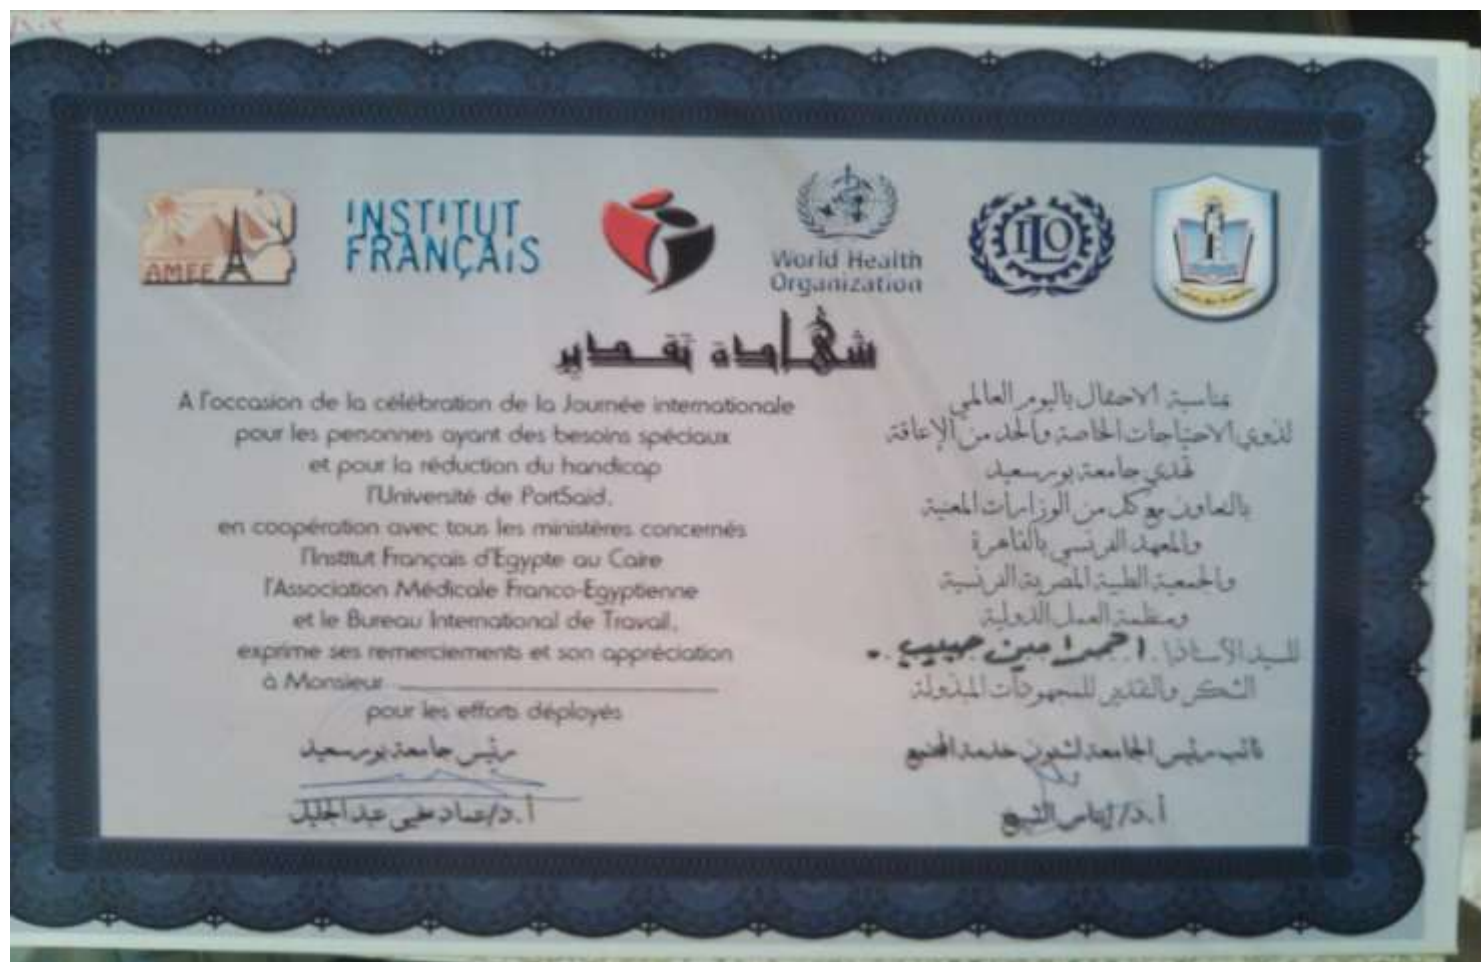 AMFE
INSTITUT
FRANÇAIS
World Health
Organization
ILO
شهادة تقدير
A l'occasion de la célébration de la Journée internationale
pour les personnes ayant des besoins spéciaux
et pour la réduction du handicap
l'Université de PortSaid,
en coopération avec tous les ministères concernés
l'Institut Français d'Egypte au Caire
l'Association Médicale Franco-Egyptienne
et le Bureau International de Travail,
exprime ses remerciements et son appréciation
à Monsieur
pour les efforts déployés
رئيس جامعة بورسعيد
أ.د/عماد يحيى عبد الجليل
بمناسبة الاحتفال باليوم العالمي
لذوي الاحتياجات الخاصة والحد من الإعاقة
تهدي جامعة بورسعيد
بالتعاون مع كل من الوزارات المعنية
والمعهد الفرنسي بالقاهرة
والجمعية الطبية المصرية الفرنسية
ومنظمة العمل الدولية
للسيد الأستاذ/ احمد امين حبيب
الشكر والتقدير للمجهودات المبذولة
نائب رئيس الجامعة لشئون خدمة المجتمع
أ.د/ إيناس الشيخ